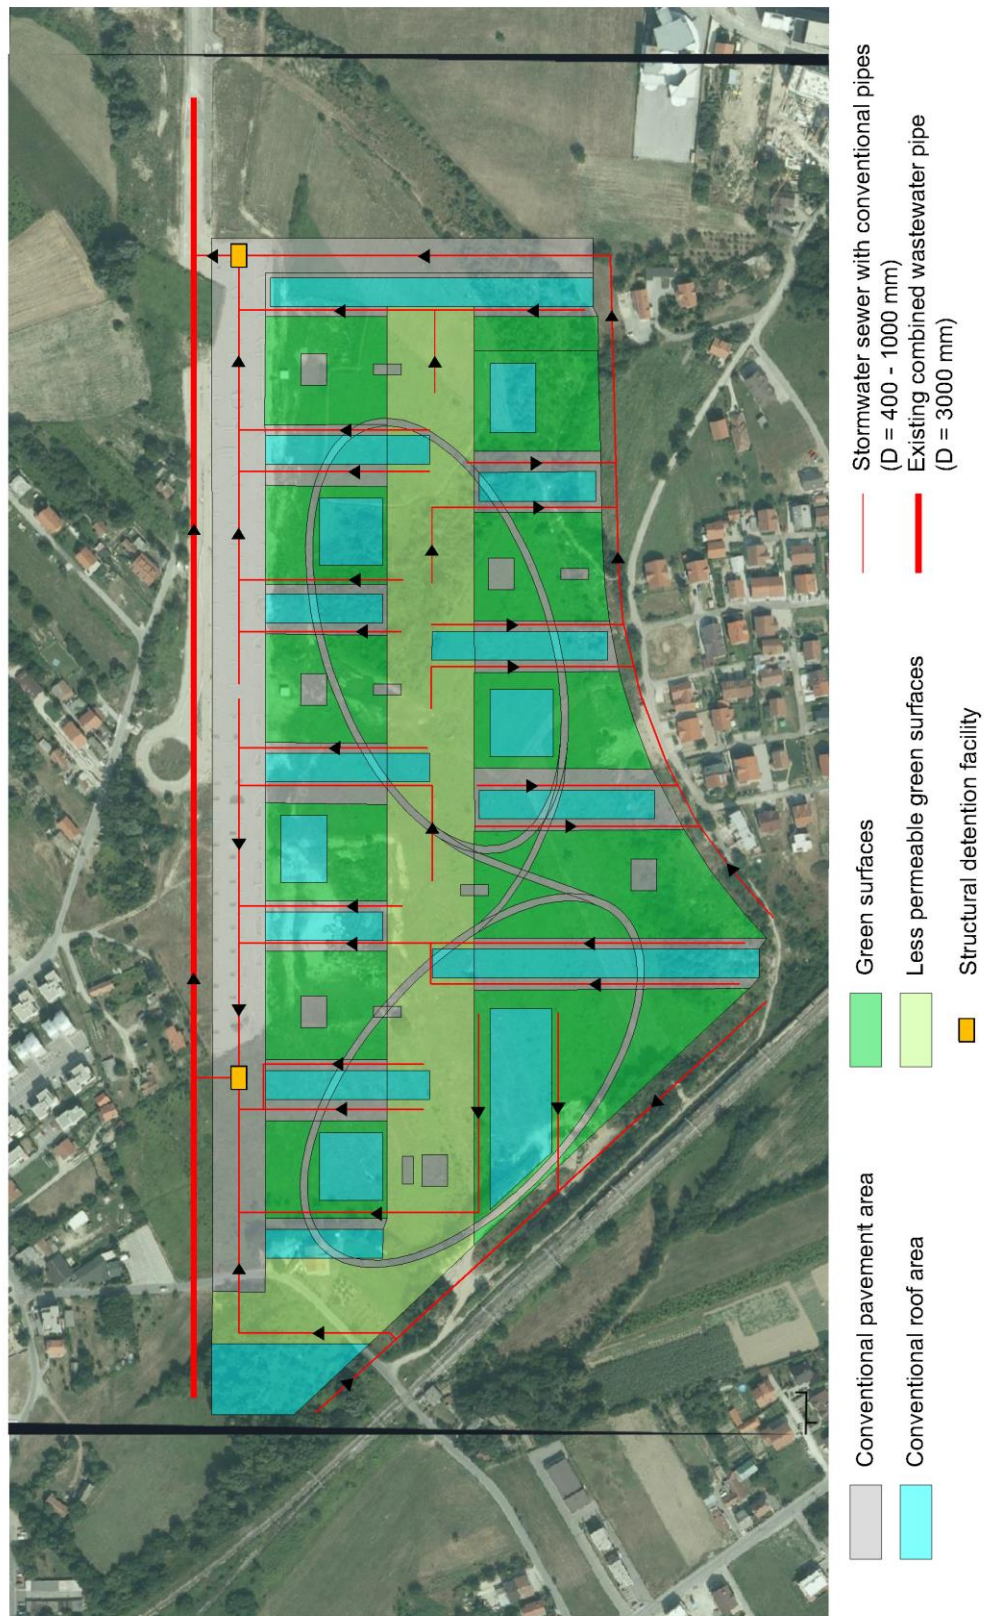 Conventional pavement area
Conventional roof area
Green surfaces
Less permeable green surfaces
Structural detention facility
Stormwater sewer with conventional pipes
(D = 400 - 1000 mm)
Existing combined wastewater pipe
(D = 3000 mm)